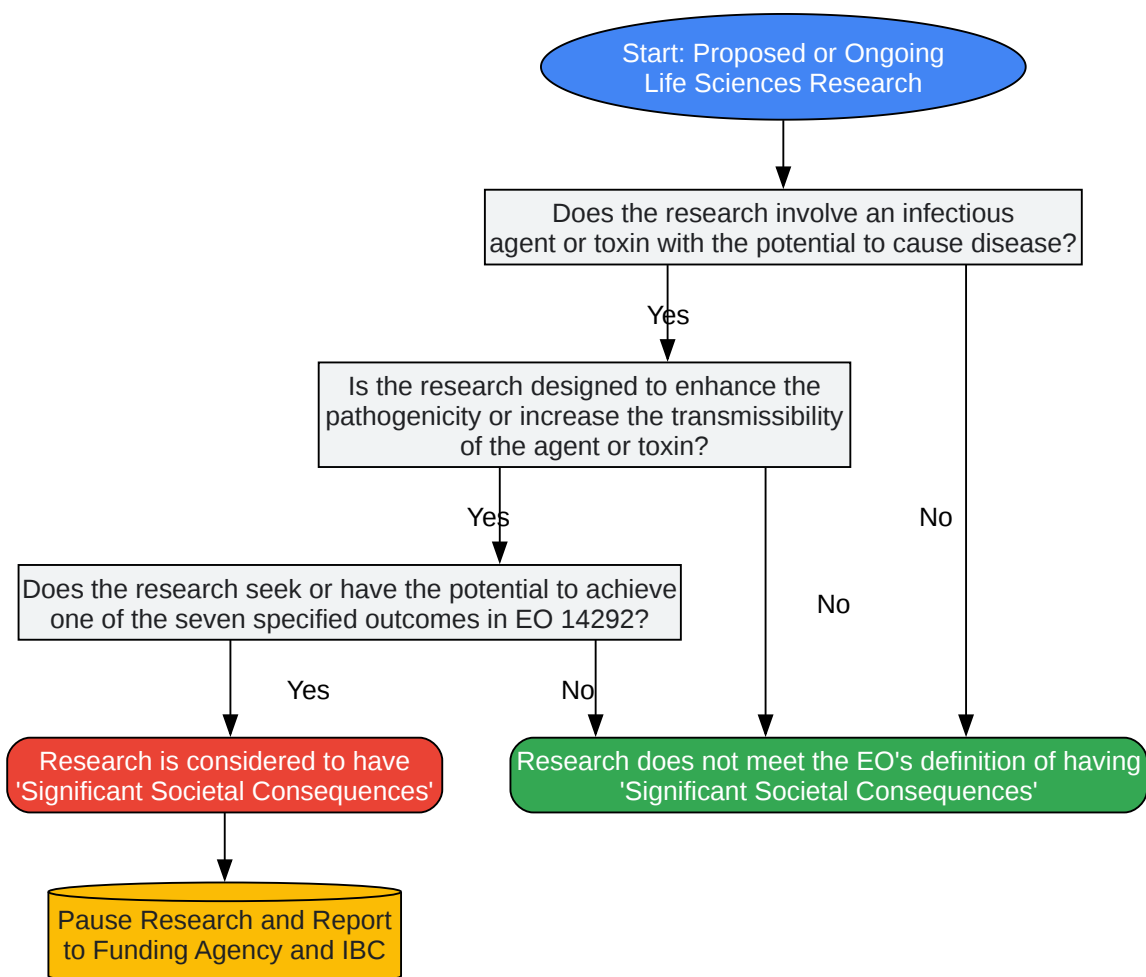 Start: Proposed or Ongoing
Life Sciences Research
Does the research involve an infectious
agent or toxin with the potential to cause disease?
Yes
Is the research designed to enhance the
pathogenicity or increase the transmissibility
of the agent or toxin?
Yes
No
Does the research seek or have the potential to achieve
one of the seven specified outcomes in EO 14292?
No
Yes
No
Research is considered to have
'Significant Societal Consequences'
Research does not meet the EO's definition of having
'Significant Societal Consequences'
Pause Research and Report
to Funding Agency and IBC